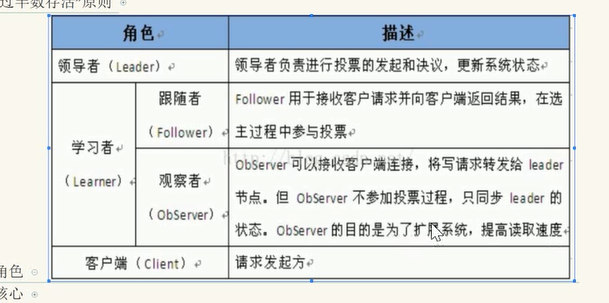 过半数存活"原则
角色 描述
领导者（Leader） 领导者负责进行投票的发起和决议，更新系统状态
学习者
（Learner）
跟随者
（Follower）
Follower 用于接收客户请求并向客户端返回结果，在选
主过程中参与投票
观察者
（ObServer）
ObServer 可以接收客户端连接，将写请求转发给 leader
节点。但 ObServer 不参加投票过程，只同步 leader 的
状态。ObServer 的目的是为了扩展系统，提高读取速度
客户端（Client） 请求发起方
角色
核心